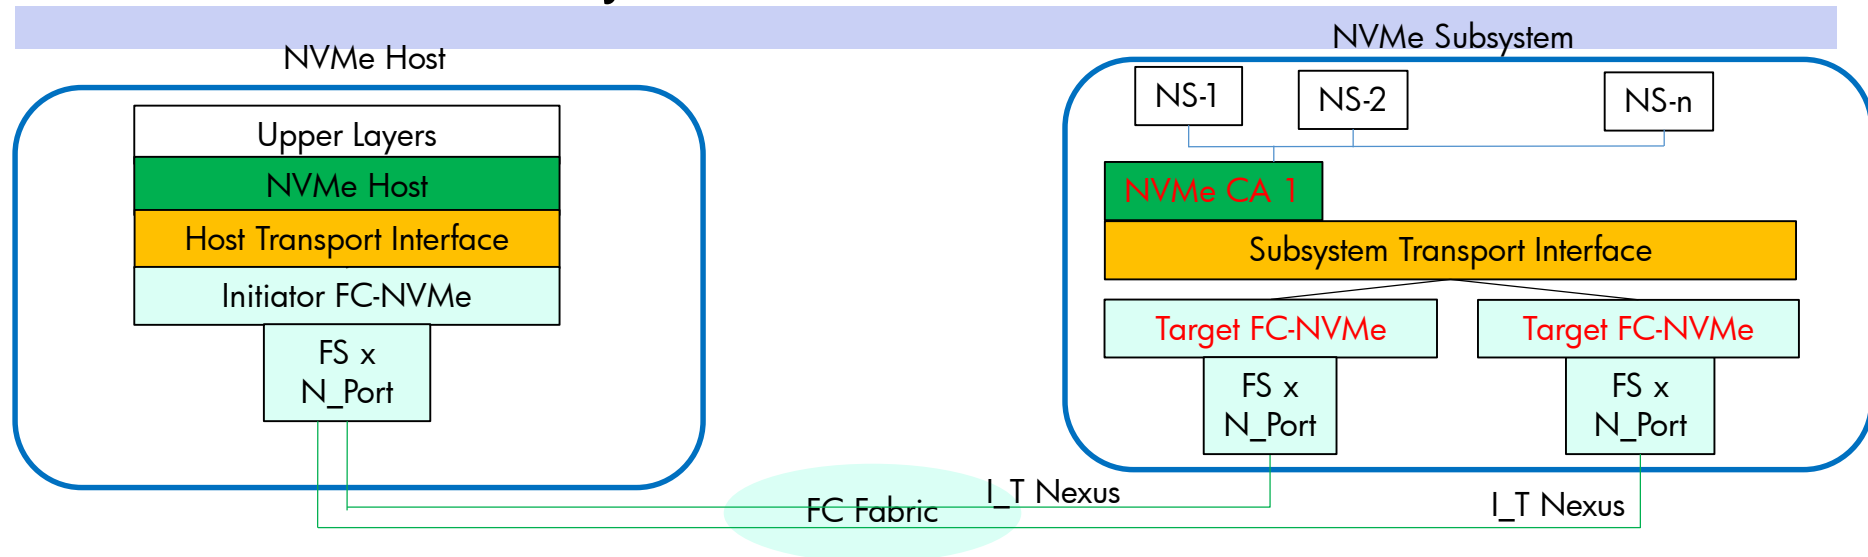 NVMe Host
Upper Layers
NVMe Host
Host Transport Interface
Initiator FC-NVMe
FS x
N_Port
NVMe Subsystem
NS-1
NS-2
NS-n
NVMe CA 1
Subsystem Transport Interface
Target FC-NVMe
Target FC-NVMe
FS x
N_Port
FS x
N_Port
FC Fabric
I_T Nexus
I_T Nexus